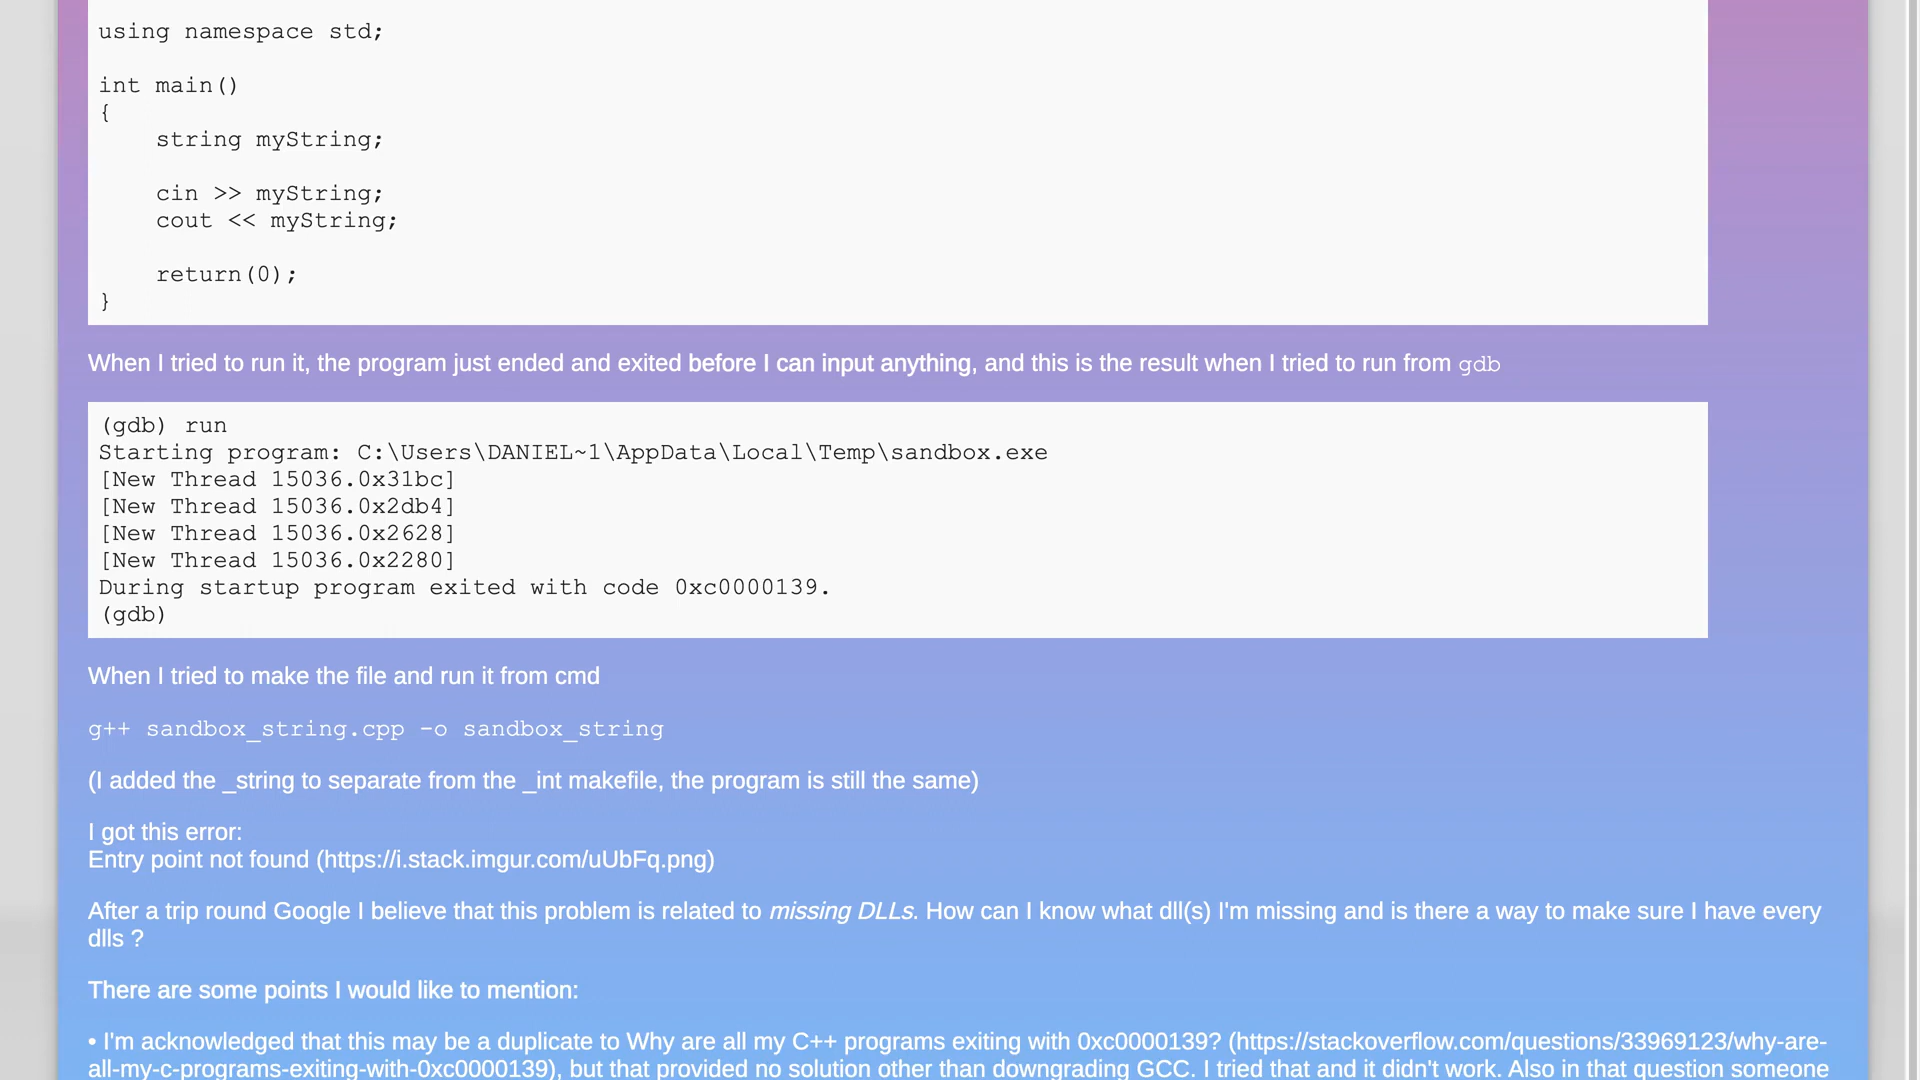 using namespace std;
int main()
{
    string myString;
    cin >> myString;
    cout << myString;
    return(0);
}
When I tried to run it, the program just ended and exited before I can input anything, and this is the result when I tried to run from gdb
(gdb) run
Starting program: C:\Users\DANIEL~1\AppData\Local\Temp\sandbox.exe
[New Thread 15036.0x31bc]
[New Thread 15036.0x2db4]
[New Thread 15036.0x2628]
[New Thread 15036.0x2280]
During startup program exited with code 0xc0000139.
(gdb)
When I tried to make the file and run it from cmd
g++ sandbox_string.cpp -o sandbox_string
(I added the _string to separate from the _int makefile, the program is still the same)
I got this error:
Entry point not found (https://i.stack.imgur.com/uUbFq.png)
After a trip round Google I believe that this problem is related to missing DLLs. How can I know what dll(s) I'm missing and is there a way to make sure I have every
dlls ?
There are some points I would like to mention:
• I'm acknowledged that this may be a duplicate to Why are all my C++ programs exiting with 0xc0000139? (https://stackoverflow.com/questions/33969123/why-are-
all-my-c-programs-exiting-with-0xc0000139), but that provided no solution other than downgrading GCC. I tried that and it didn't work. Also in that question someone